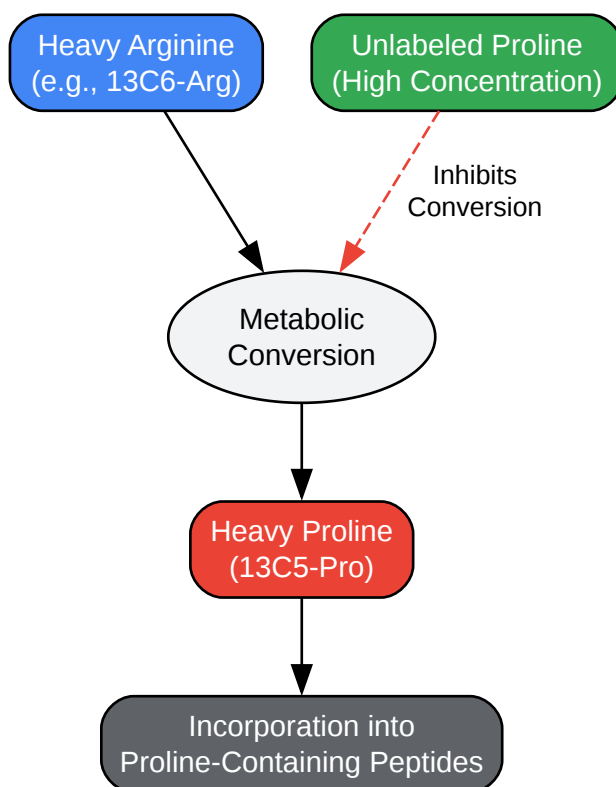 Heavy Arginine
(e.g., 13C6-Arg)
Unlabeled Proline
(High Concentration)
Inhibits
Conversion
Metabolic
Conversion
Heavy Proline
(13C5-Pro)
Incorporation into
Proline-Containing Peptides